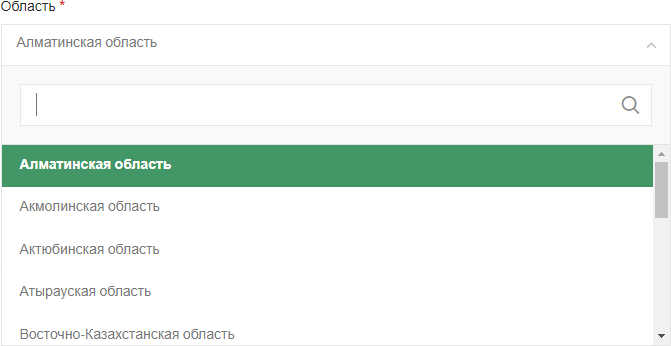 Область *
Алматинская область
Алматинская область
Акмолинская область
Актюбинская область
Атырауская область
Восточно-Казахстанская область